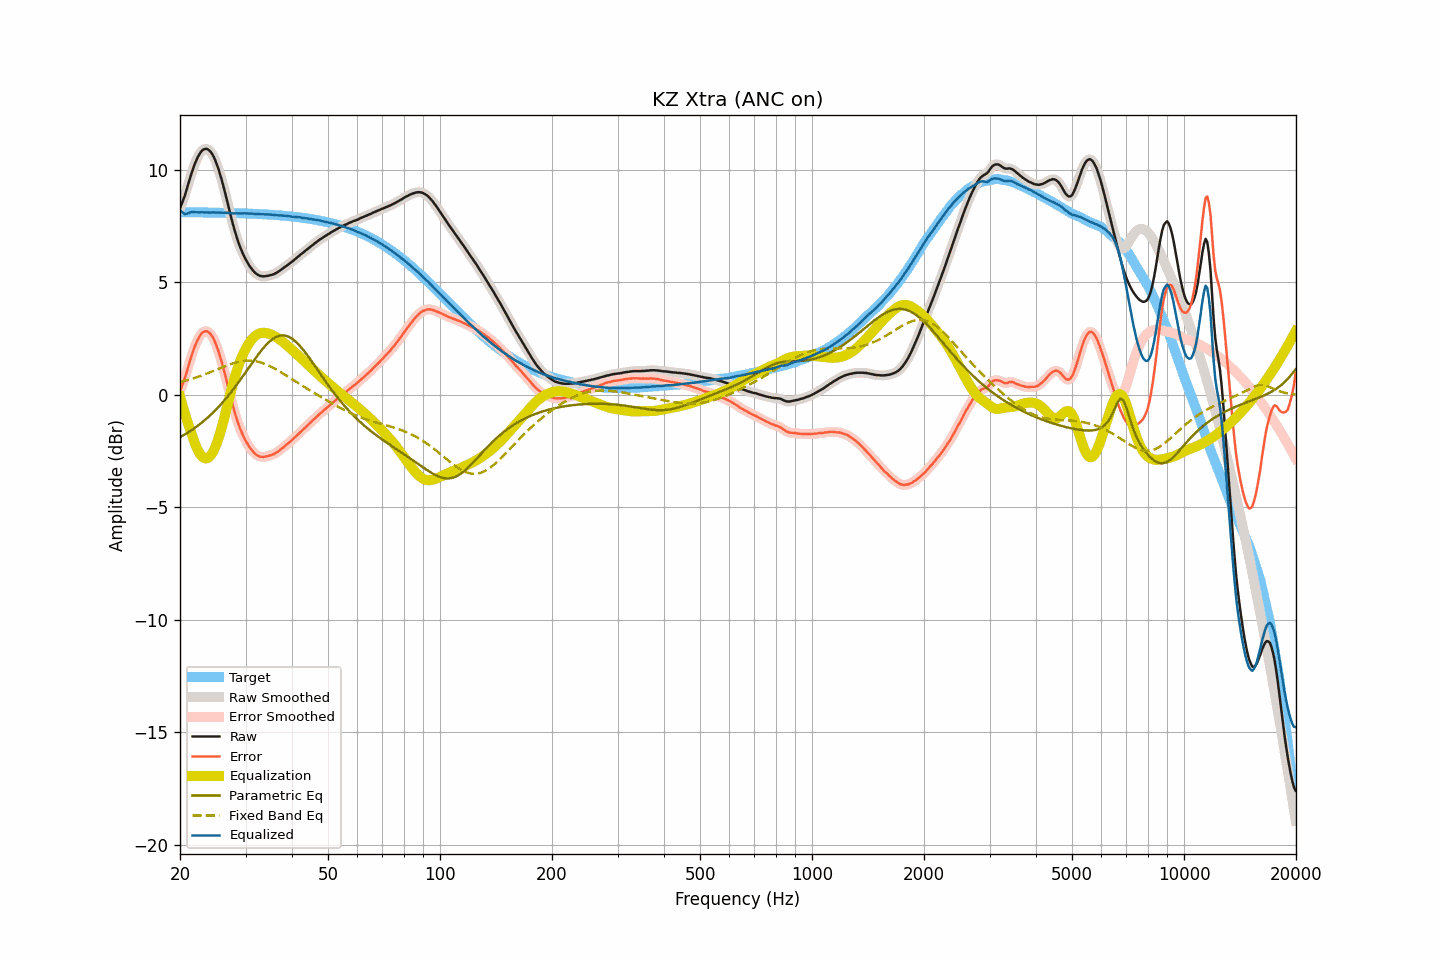 KZ Xtra (ANC on)
Amplitude (dBr)
10
5
0
−5
−10
−15
−20
Target
Raw Smoothed
Error Smoothed
Raw
Error
Equalization
Parametric Eq
Fixed Band Eq
Equalized
20 50 100 200 500 1000 2000 5000 10000 20000
Frequency (Hz)